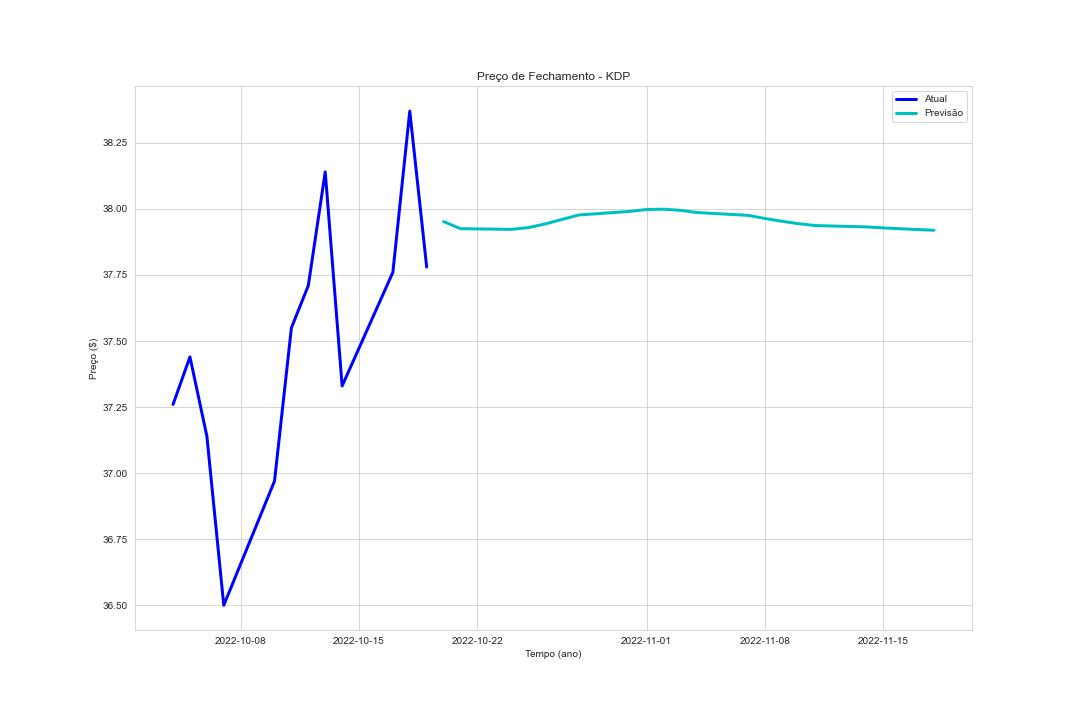 Preço de Fechamento - KDP
Atual
Previsão
38.25
38.00
37.75
37.50
37.25
37.00
36.75
36.50
Preço ($)
2022-10-08
2022-10-15
2022-10-22
2022-11-01
2022-11-08
2022-11-15
Tempo (ano)